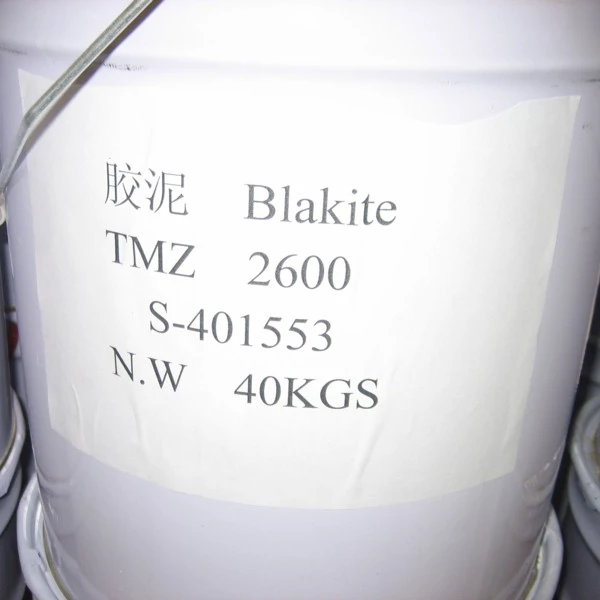 胶泥 Blakite
TMZ 2600
S-401553
N.W 40KGS